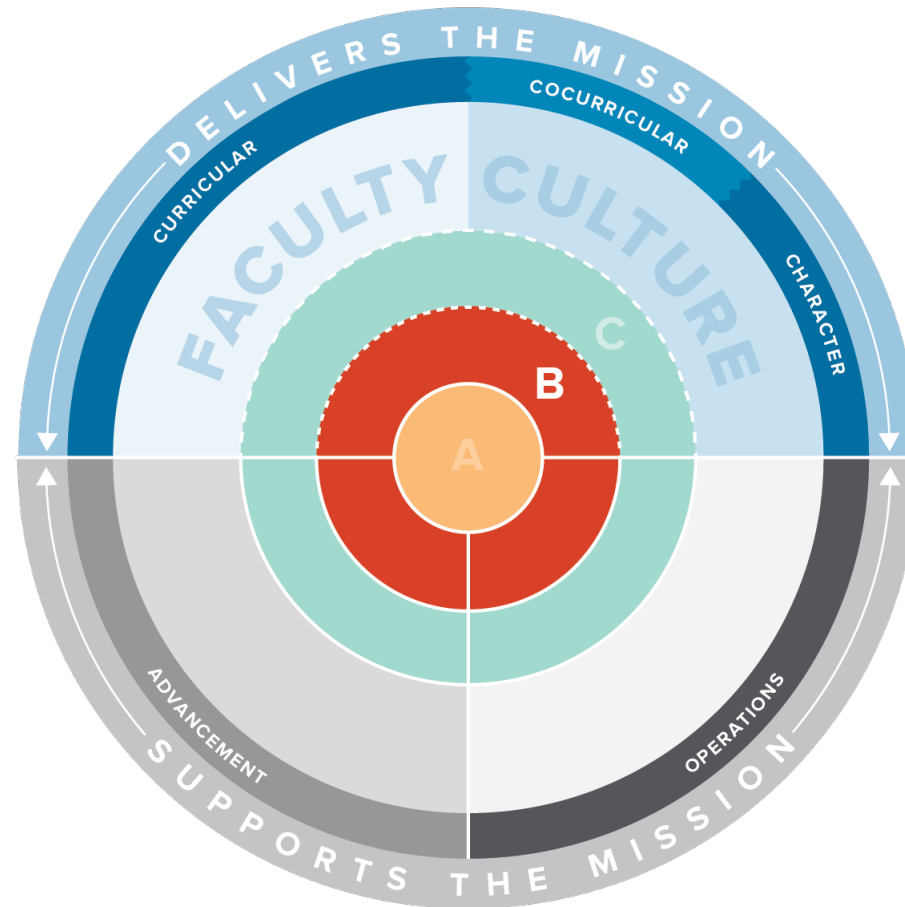 DELIVERS THE MISSION
CURRICULAR
COCURRICULAR
CHARACTER
FACULTY CULTURE
C
B
A
ADVANCEMENT
OPERATIONS
SUPPORTS THE MISSION